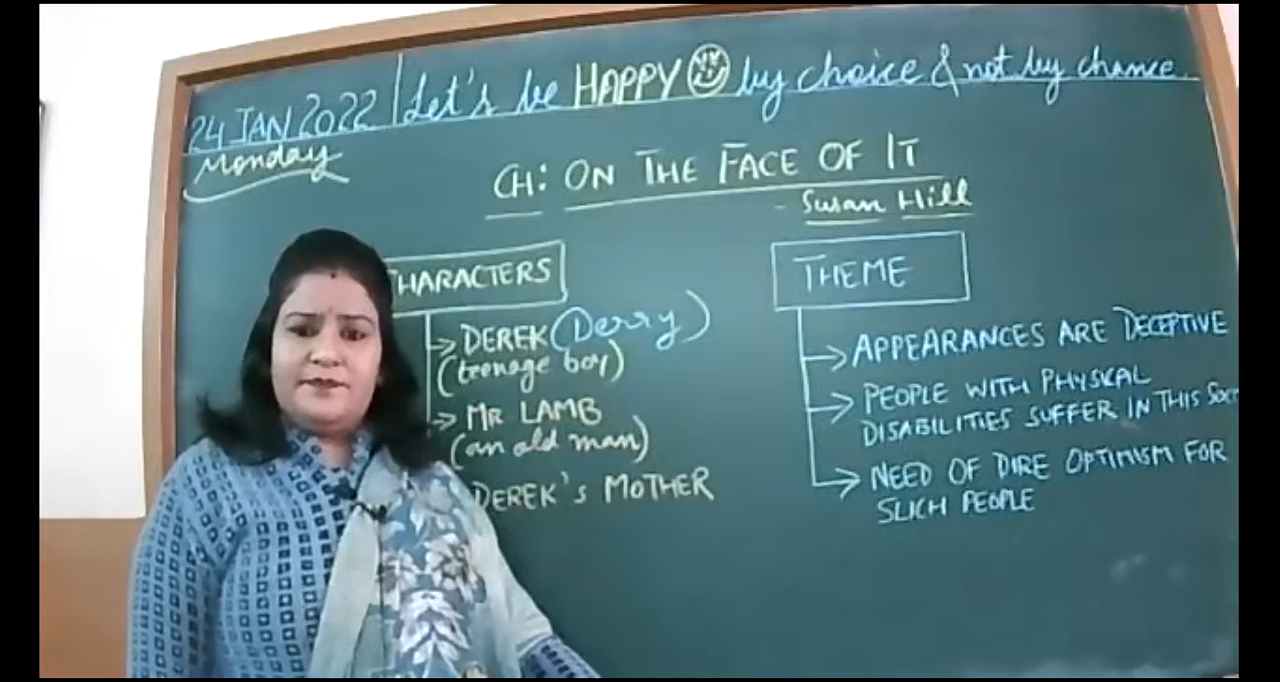 24 JAN 2022 | Let's be HAPPY by choice & not by chance
Monday
CH: ON THE FACE OF IT
- Susan Hill
CHARACTERS
THEME
→ DEREK (Derry)
(teenage boy)
→ MR LAMB
(an old man)
DEREK'S MOTHER
→ APPEARANCES ARE DECEPTIVE
→ PEOPLE WITH PHYSICAL
DISABILITIES SUFFER IN THIS
→ NEED OF DIRE OPTIMISM FOR
SUCH PEOPLE